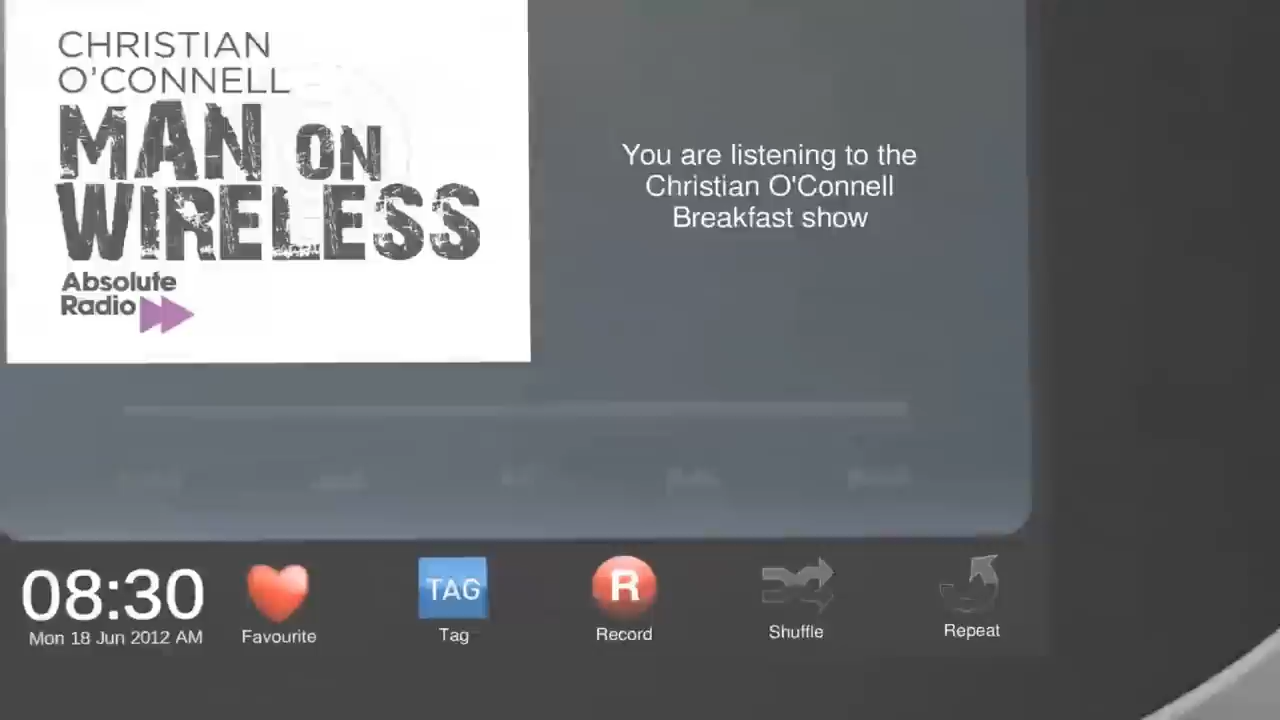 CHRISTIAN
O'CONNELL
MAN ON
WIRELESS
Absolute
Radio
You are listening to the
Christian O'Connell
Breakfast show
08:30
Mon 18 Jun 2012 AM
Favourite
TAG
Tag
R
Record
Shuffle
Repeat